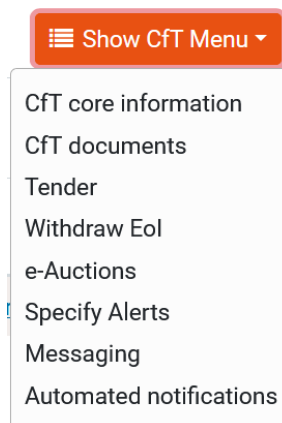 Show CfT Menu
CfT core information
CfT documents
Tender
Withdraw EoI
e-Auctions
Specify Alerts
Messaging
Automated notifications